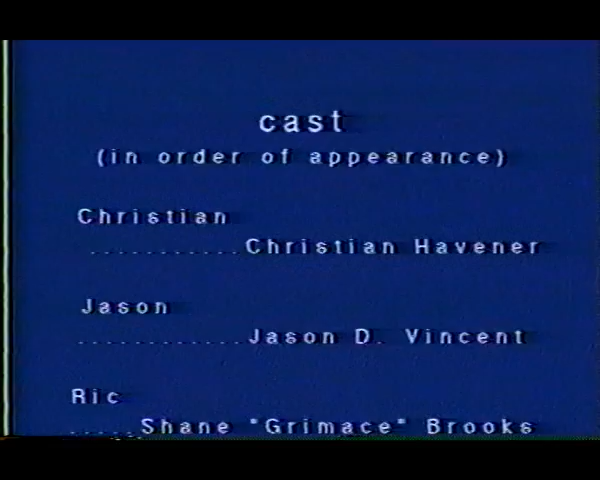 cast
(in order of appearance)
Christian
...........Christian Havener
Jason
............Jason D. Vincent
Ric
.....Shane "Grimace" Brooks